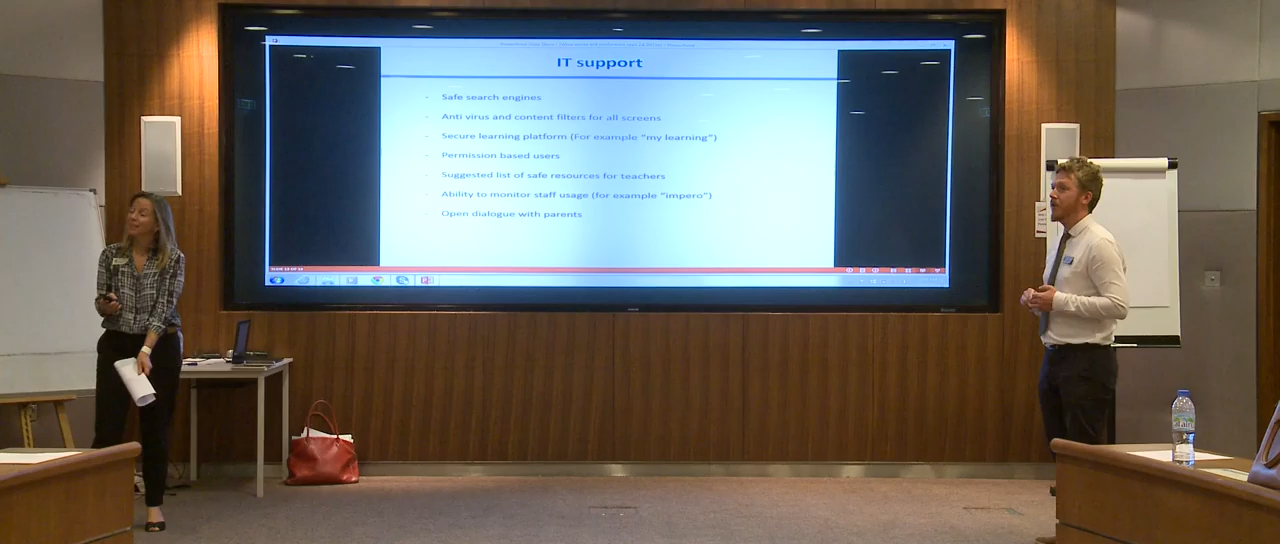 IT support
- Safe search engines
- Anti virus and content filters for all screens
- Secure learning platform (For example "my learning")
- Permission based users
- Suggested list of safe resources for teachers
- Ability to monitor staff usage (for example "impero")
- Open dialogue with parents